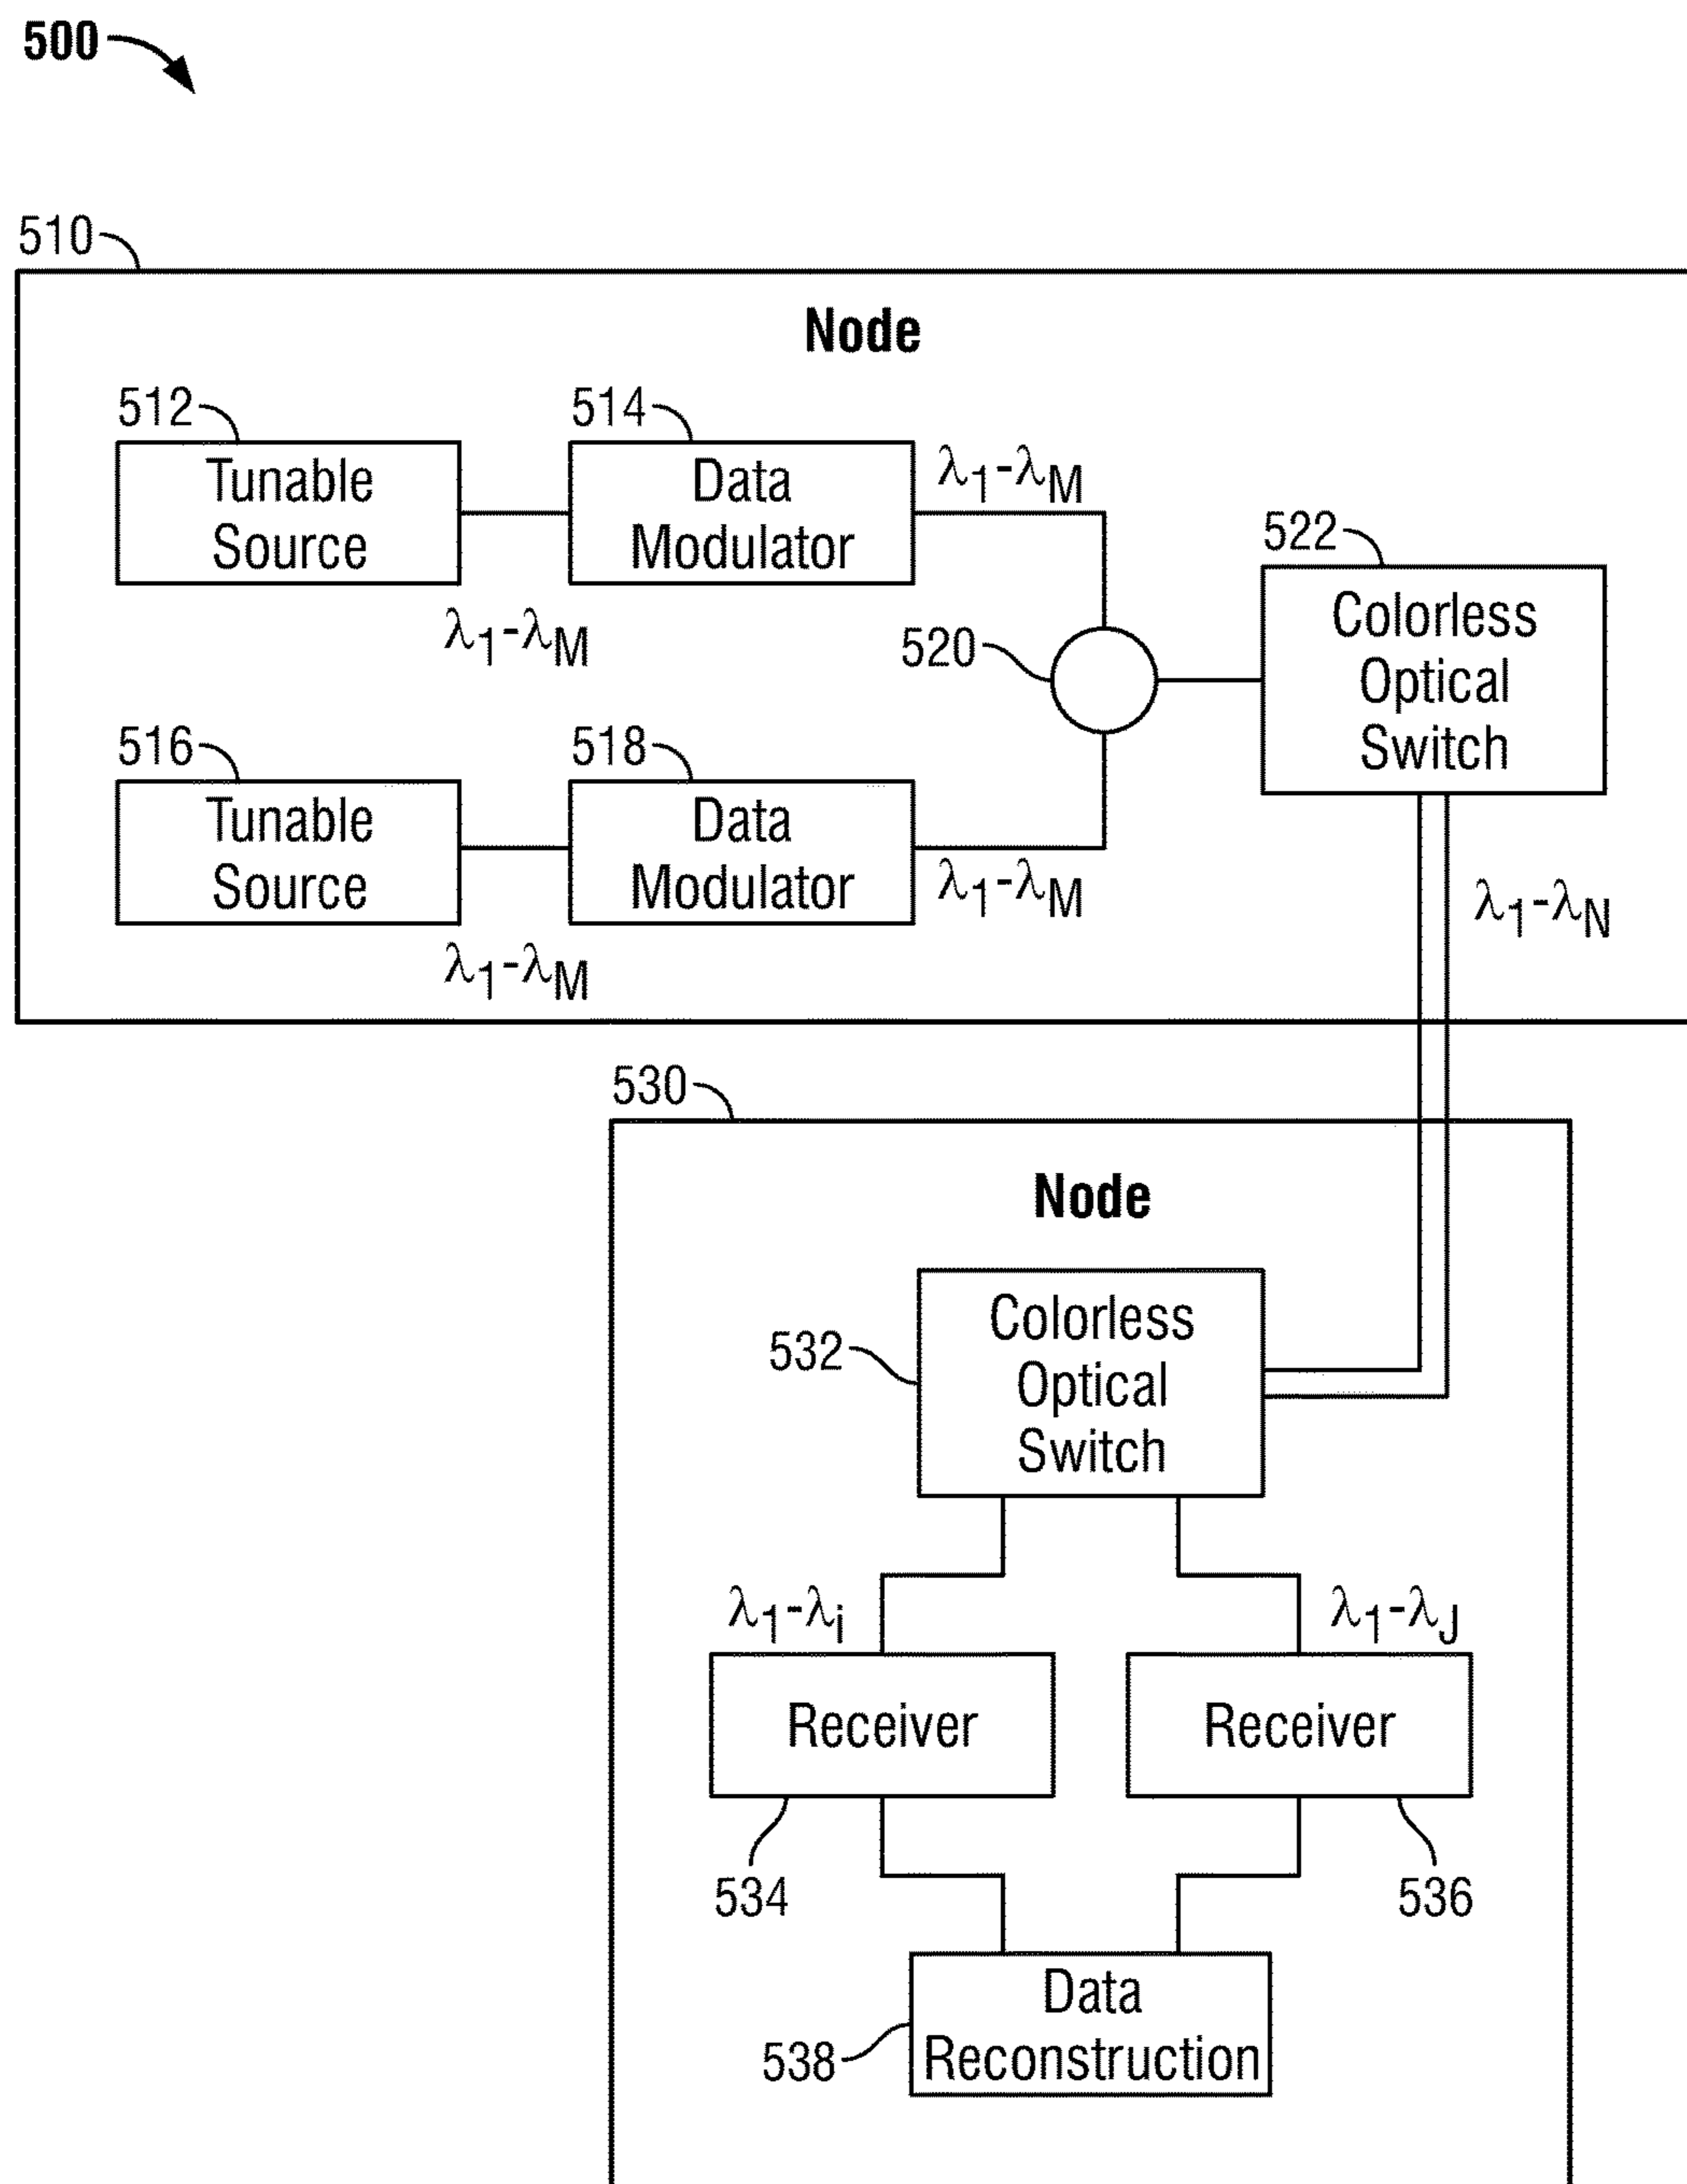 500
510
Node
512
514
Tunable
Source
Data
Modulator
λ1-λM
λ1-λM
520
522
Colorless
Optical
Switch
516
518
Tunable
Source
Data
Modulator
λ1-λM
λ1-λM
λ1-λN
530
Node
532
Colorless
Optical
Switch
λ1-λi
λ1-λJ
Receiver
Receiver
534
536
538
Data
Reconstruction